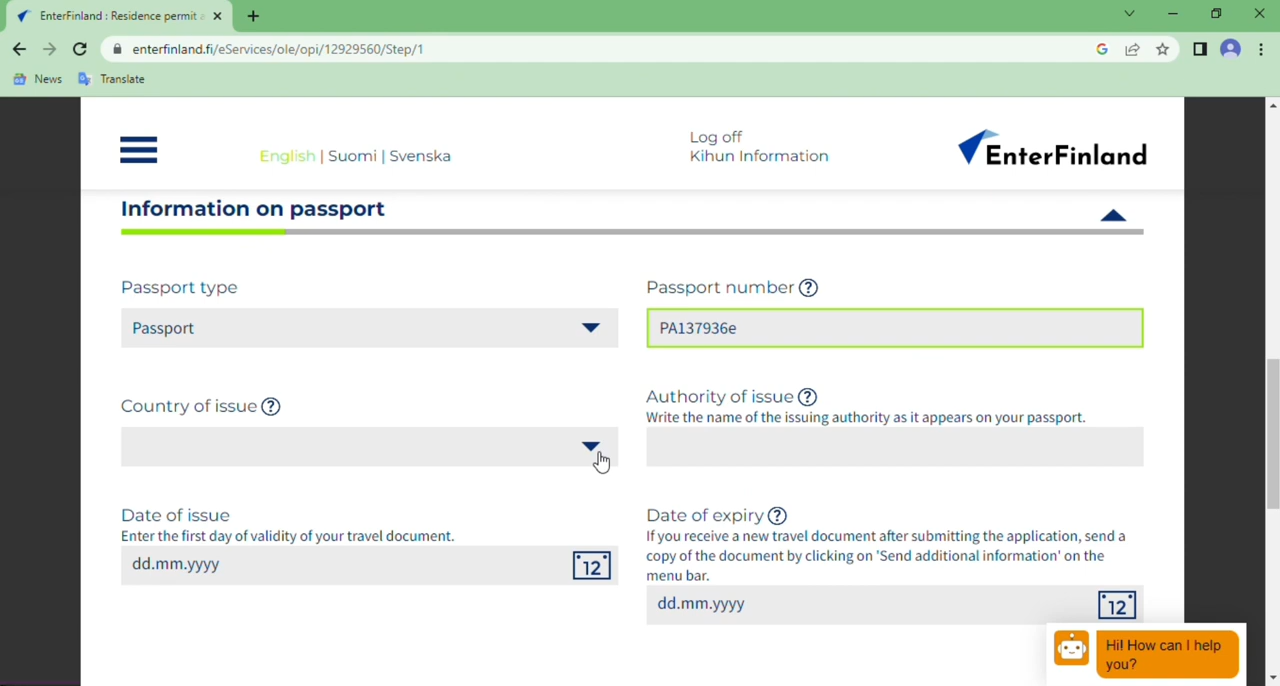 EnterFinland : Residence permit a
enterfinland.fi/eServices/ole/opi/12929560/Step/1
News Translate
English | Suomi | Svenska
Log off
Kihun Information
EnterFinland
Information on passport
Passport type
Passport
Passport number ?
PA137936e
Country of issue ?
Authority of issue ?
Write the name of the issuing authority as it appears on your passport.
Date of issue
Enter the first day of validity of your travel document.
dd.mm.yyyy
12
Date of expiry ?
If you receive a new travel document after submitting the application, send a
copy of the document by clicking on 'Send additional information' on the
menu bar.
dd.mm.yyyy
12
Hi! How can I help
you?